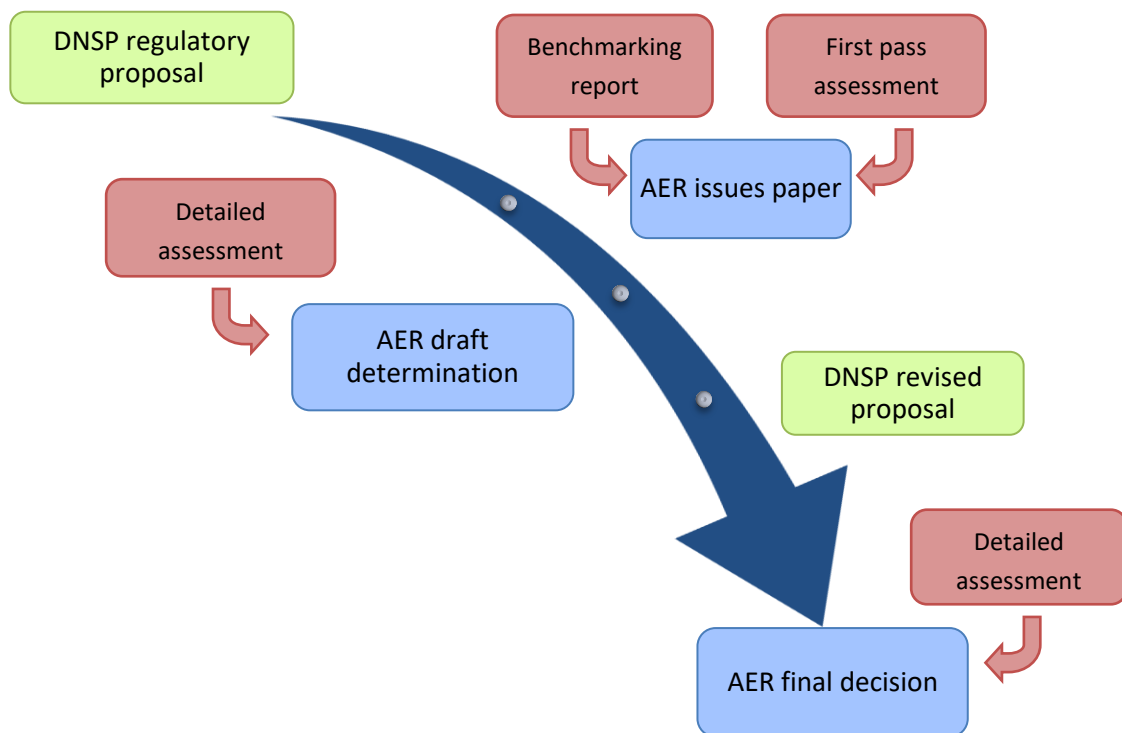 DNSP regulatory
proposal
Benchmarking
report
First pass
assessment
AER issues paper
Detailed
assessment
AER draft
determination
DNSP revised
proposal
Detailed
assessment
AER final decision